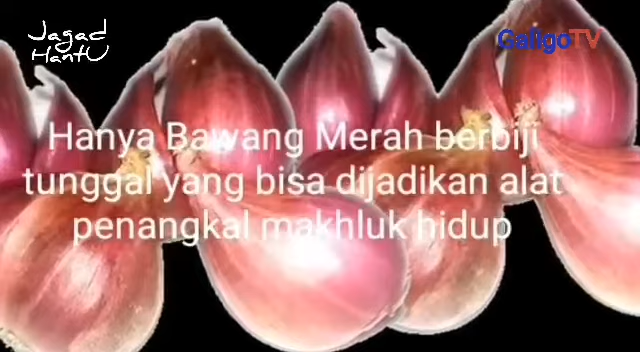 Jagad
HantU
GaligoTV
Hanya Bawang Merah berbiji
tunggal yang bisa dijadikan alat
penangkal makhluk hidup